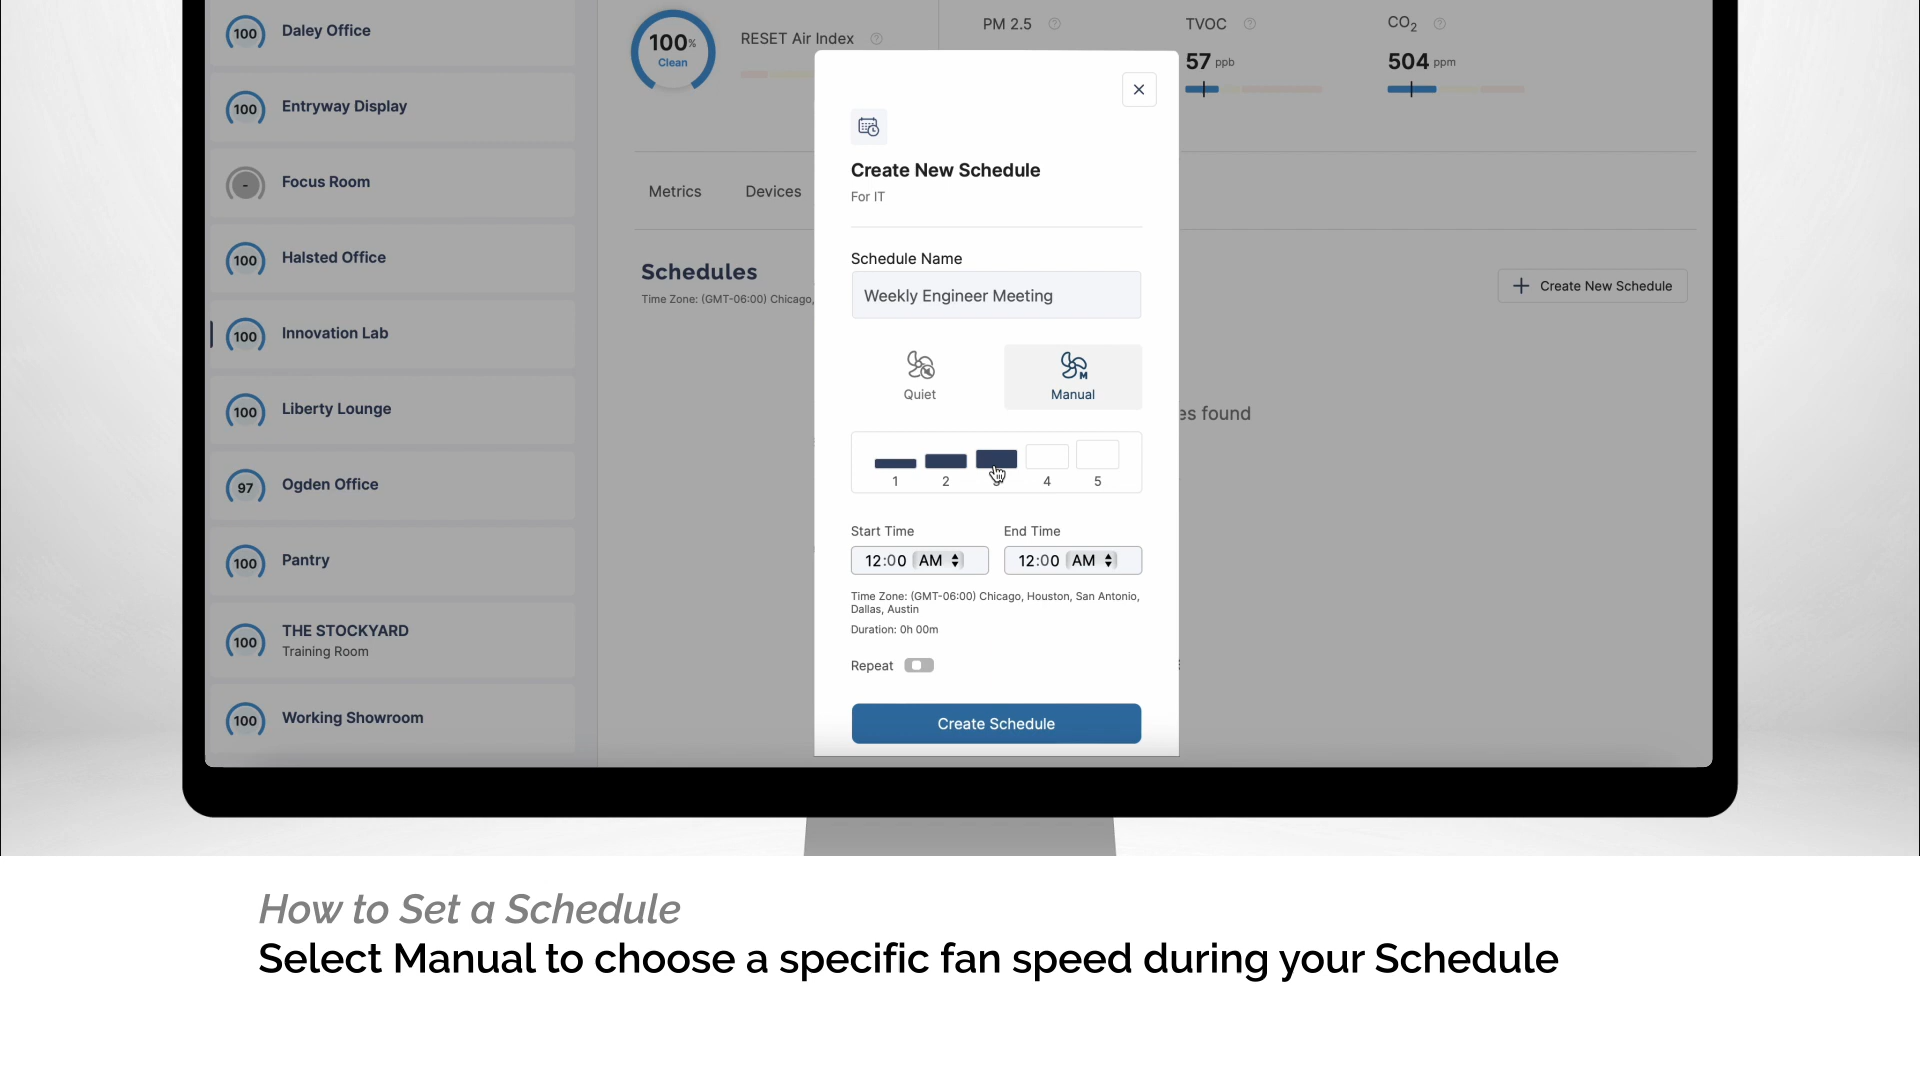 100
Daley Office
100
Entryway Display
-
Focus Room
100
Halsted Office
100
Innovation Lab
100
Liberty Lounge
97
Ogden Office
100
Pantry
100
THE STOCKYARD
Training Room
100
Working Showroom
100%
Clean
RESET Air Index
PM 2.5
TVOC
57 ppb
CO2
504 ppm
Metrics
Devices
Schedules
Time Zone: (GMT-06:00) Chicago,
Create New Schedule
es found
Create New Schedule
For IT
Schedule Name
Weekly Engineer Meeting
Quiet
Manual
1 2 3 4 5
Start Time End Time
12:00 AM 12:00 AM
Time Zone: (GMT-06:00) Chicago, Houston, San Antonio,
Dallas, Austin
Duration: 0h 00m
Repeat
Create Schedule
How to Set a Schedule
Select Manual to choose a specific fan speed during your Schedule